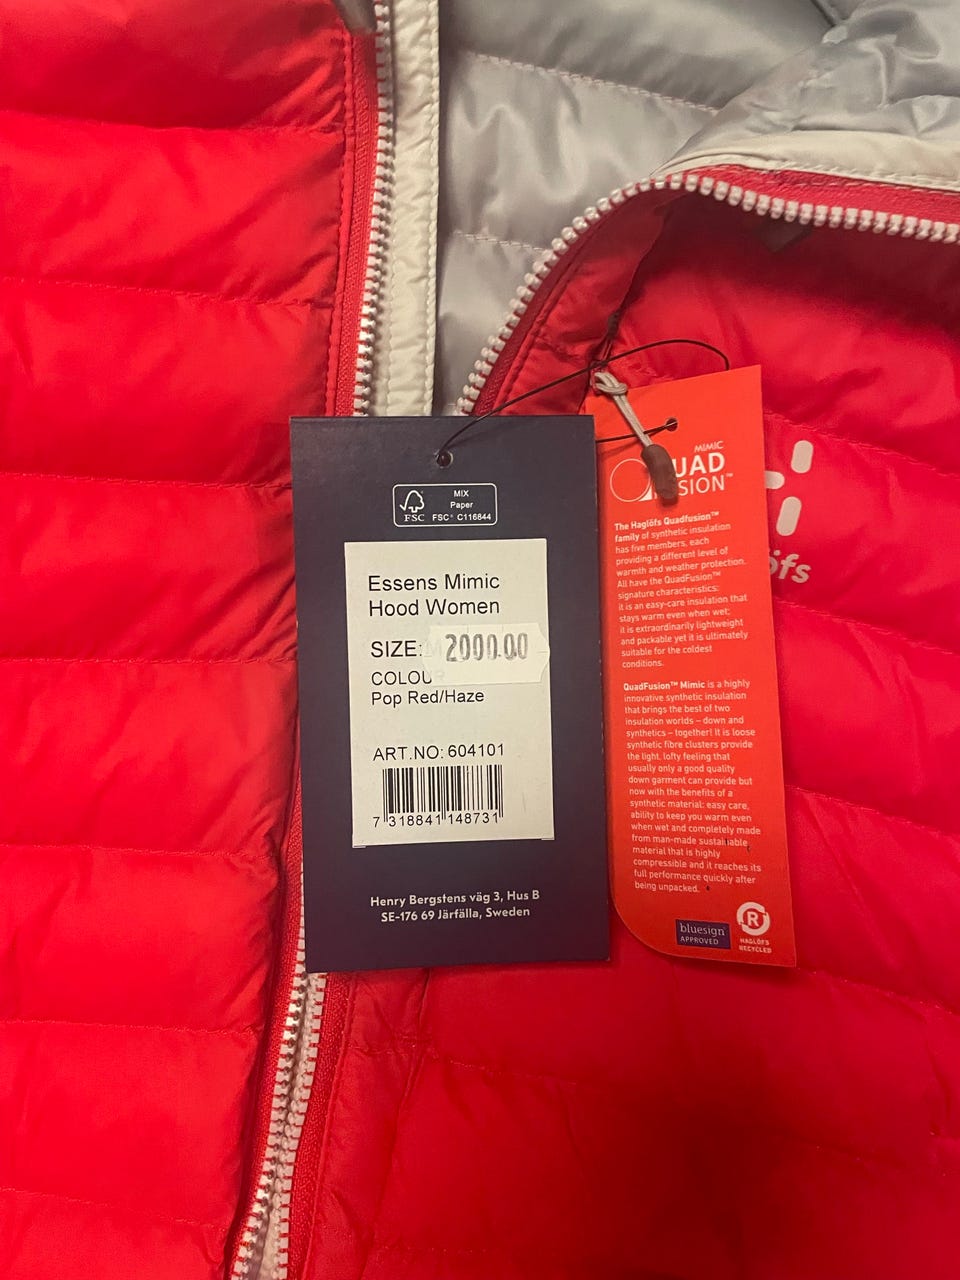 MIX
Paper
FSC
FSC® C116844
Essens Mimic
Hood Women
SIZE:
2000.00
COLOUR
Pop Red/Haze
ART.NO: 604101
7 318841 148731
Henry Bergstens väg 3, Hus B
SE-176 69 Järfälla, Sweden
MIMIC
UAD
SION™
The Haglöfs Quadfusion™
family of synthetic insulation
has five members, each
providing a different level of
warmth and weather protection.
All have the QuadFusion™
signature characteristics:
it is an easy-care insulation that
stays warm even when wet;
it is extraordinarily lightweight
and packable yet it is ultimately
suitable for the coldest
conditions.
QuadFusion™ Mimic is a highly
innovative synthetic insulation
that brings the best of two
insulation worlds – down and
synthetics – together! It is loose
synthetic fibre clusters provide
the light, lofty feeling that
usually only a good quality
down garment can provide but
now with the benefits of a
synthetic material: easy care,
ability to keep you warm even
when wet and completely made
from man-made sustainable,
material that is highly
compressible and it reaches its
full performance quickly after
being unpacked.
bluesign®
APPROVED
R
HAGLÖFS
RECYCLED
öfs